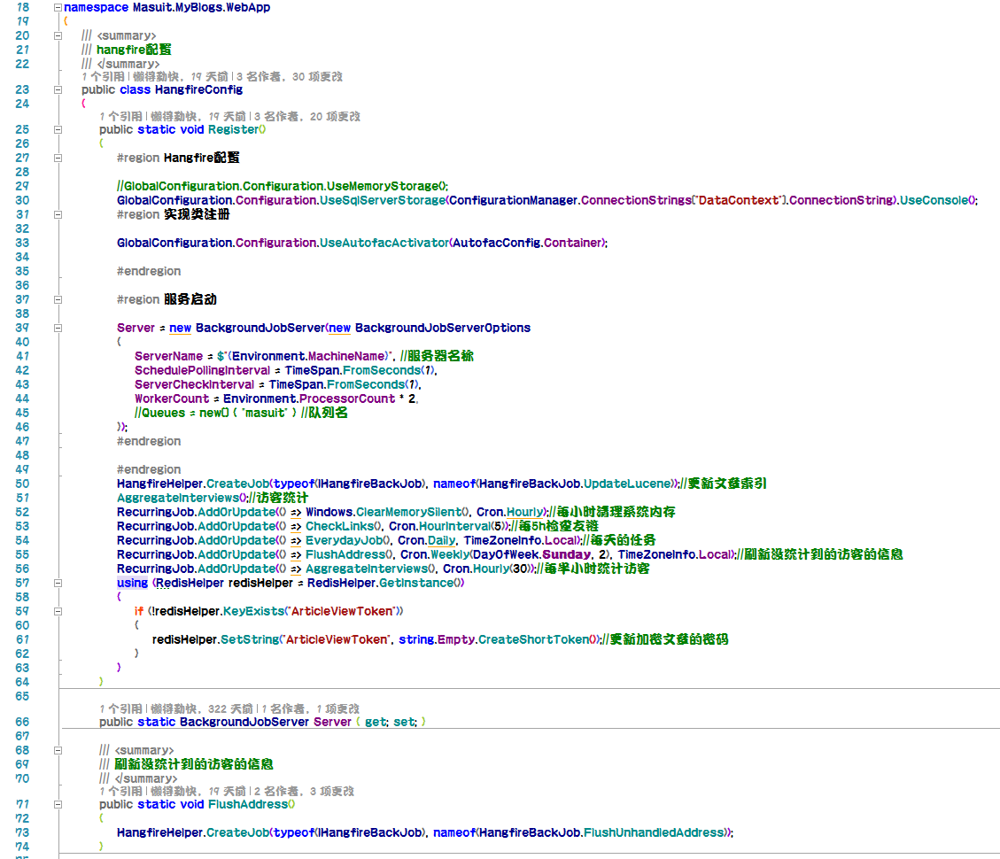 18 namespace Masuit.MyBlogs.WebApp
19 {
20 /// <summary>
21 /// hangfire配置
22 /// </summary>
1 个引用 | 懒得勤快，19 天前 | 3 名作者，30 项更改
23 public class HangfireConfig
24 {
1 个引用 | 懒得勤快，19 天前 | 3 名作者，20 项更改
25 public static void Register()
26 {
27 #region Hangfire配置
28
29 //GlobalConfiguration.Configuration.UseMemoryStorage();
30 GlobalConfiguration.Configuration.UseSqlServerStorage(ConfigurationManager.ConnectionStrings["DataContext"].ConnectionString).UseConsole();
31 #region 实现类注册
32
33 GlobalConfiguration.Configuration.UseAutofacActivator(AutofacConfig.Container);
34
35 #endregion
36
37 #region 服务启动
38
39 Server = new BackgroundJobServer(new BackgroundJobServerOptions
40 {
41 ServerName = $"{Environment.MachineName}", //服务器名称
42 SchedulePollingInterval = TimeSpan.FromSeconds(1),
43 ServerCheckInterval = TimeSpan.FromSeconds(1),
44 WorkerCount = Environment.ProcessorCount * 2,
45 //Queues = new[] { "masuit" } //队列名
46 });
47 #endregion
48
49 #endregion
50 HangfireHelper.CreateJob(typeof(IHangfireBackJob), nameof(HangfireBackJob.UpdateLucene));//更新文章索引
51 AggregateInterviews();//访客统计
52 RecurringJob.AddOrUpdate(() => Windows.ClearMemorySilent(), Cron.Hourly);//每小时清理系统内存
53 RecurringJob.AddOrUpdate(() => CheckLinks(), Cron.HourInterval(5));//每5h检查友链
54 RecurringJob.AddOrUpdate(() => EverydayJob(), Cron.Daily, TimeZoneInfo.Local);//每天的任务
55 RecurringJob.AddOrUpdate(() => FlushAddress(), Cron.Weekly(DayOfWeek.Sunday, 2), TimeZoneInfo.Local);//刷新没统计到的访客的信息
56 RecurringJob.AddOrUpdate(() => AggregateInterviews(), Cron.Hourly(30));//每半小时统计访客
57 using (RedisHelper redisHelper = RedisHelper.GetInstance())
58 {
59 if (!redisHelper.KeyExists("ArticleViewToken"))
60 {
61 redisHelper.SetString("ArticleViewToken", string.Empty.CreateShortToken());//更新加密文章的密码
62 }
63 }
64 }
65
1 个引用 | 懒得勤快，322 天前 | 1 名作者，1 项更改
66 public static BackgroundJobServer Server { get; set; }
67
68 /// <summary>
69 /// 刷新没统计到的访客的信息
70 /// </summary>
1 个引用 | 懒得勤快，19 天前 | 2 名作者，3 项更改
71 public static void FlushAddress()
72 {
73 HangfireHelper.CreateJob(typeof(IHangfireBackJob), nameof(HangfireBackJob.FlushUnhandledAddress));
74 }